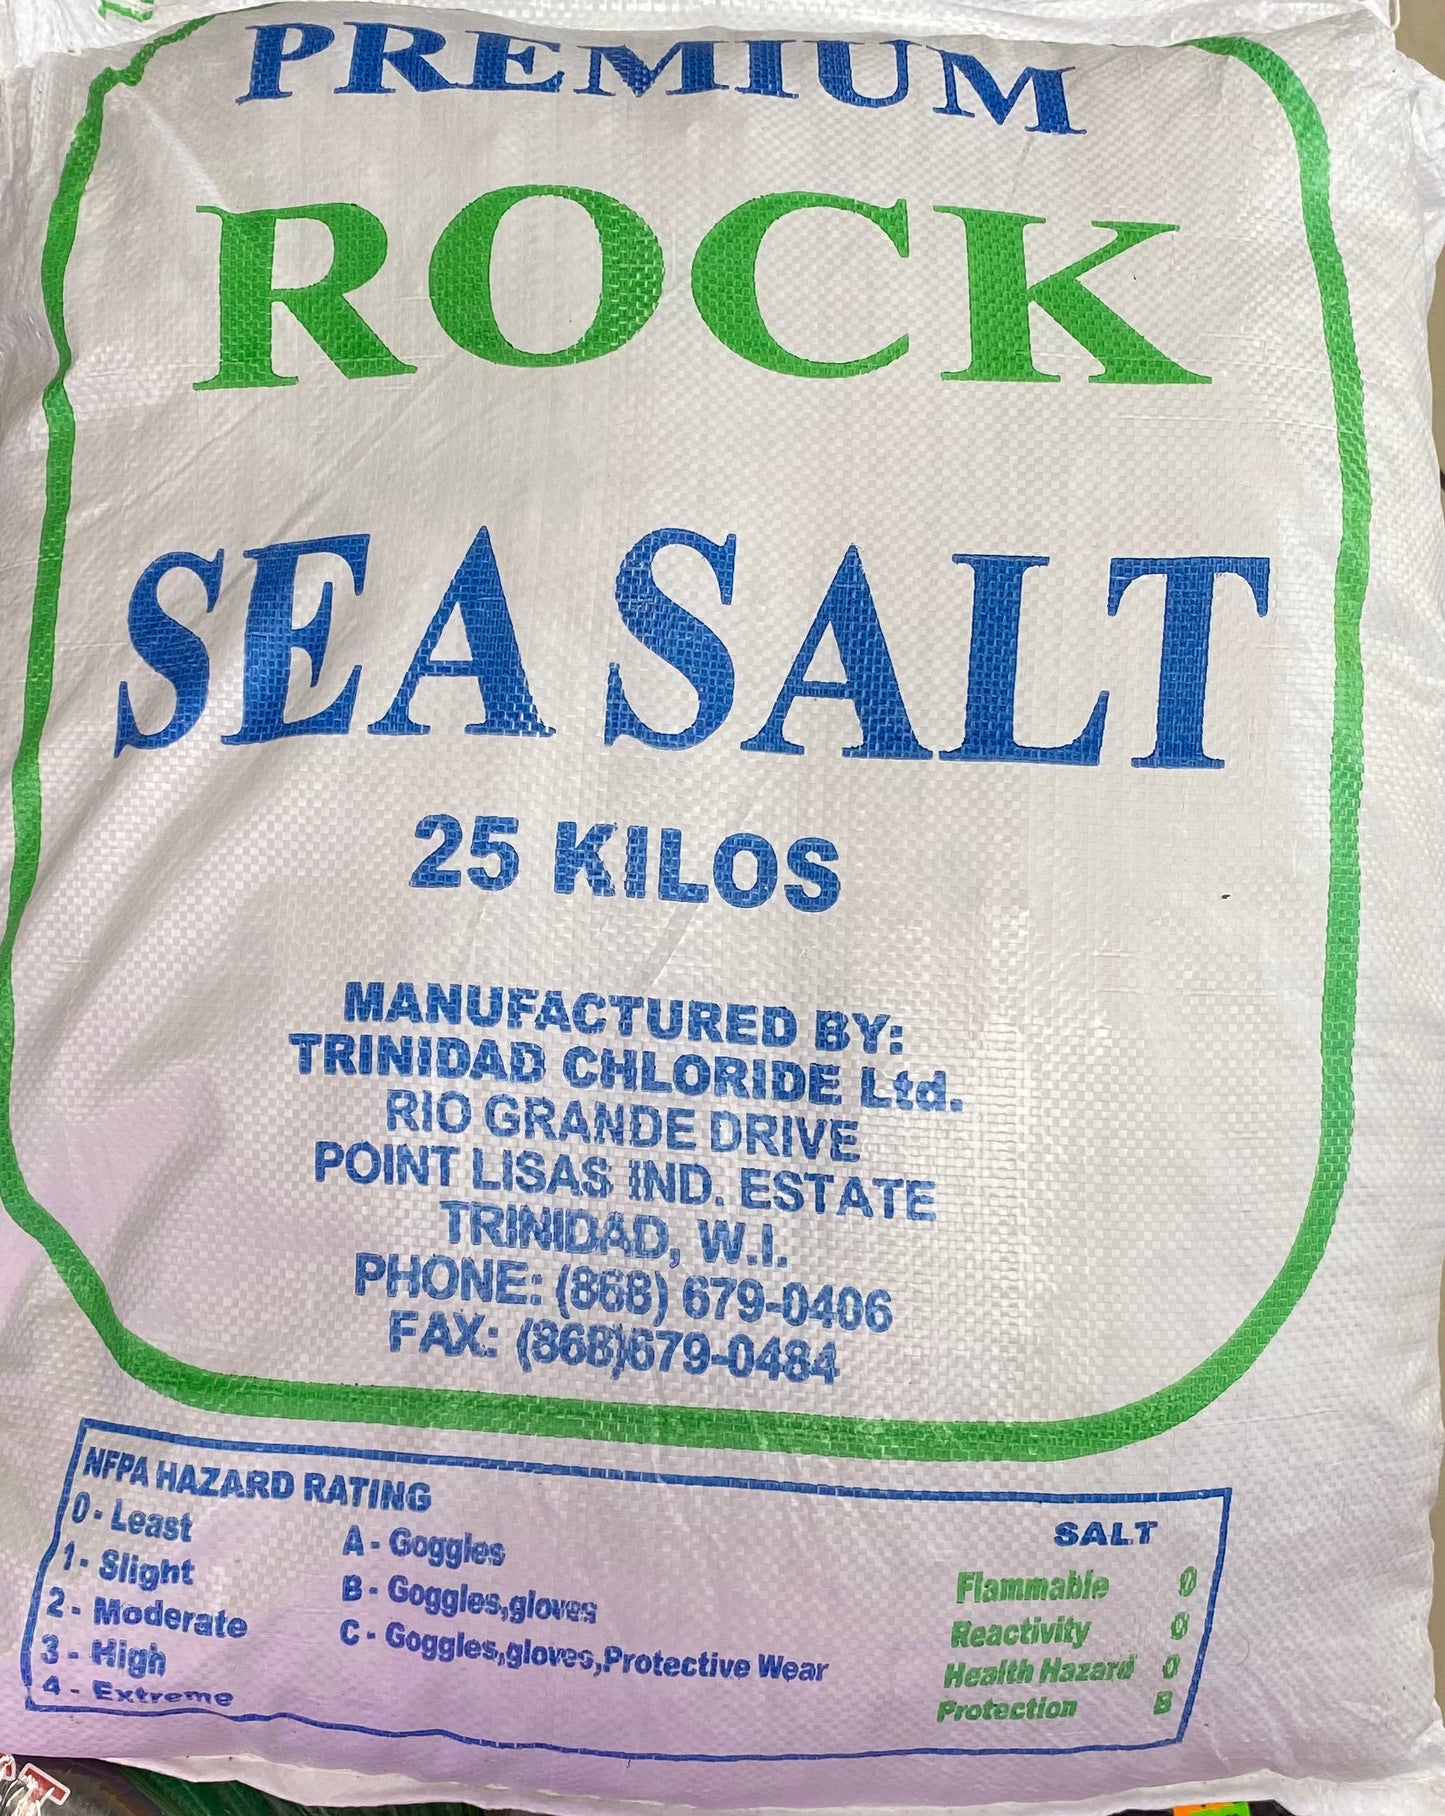 PREMIUM
ROCK
SEA SALT
25 KILOS
MANUFACTURED BY:
TRINIDAD CHLORIDE Ltd.
RIO GRANDE DRIVE
POINT LISAS IND. ESTATE
TRINIDAD, W.I.
PHONE: (868) 679-0406
FAX: (868)679-0484
NFPA HAZARD RATING
0 - Least
1 - Slight
2 - Moderate
3 - High
4 - Extreme
A - Goggles
B - Goggles,gloves
C - Goggles,gloves,Protective Wear
SALT
Flammable 0
Reactivity 0
Health Hazard 0
Protection B